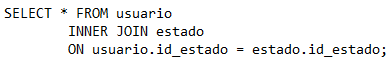 SELECT * FROM usuario
INNER JOIN estado
ON usuario.id_estado = estado.id_estado;